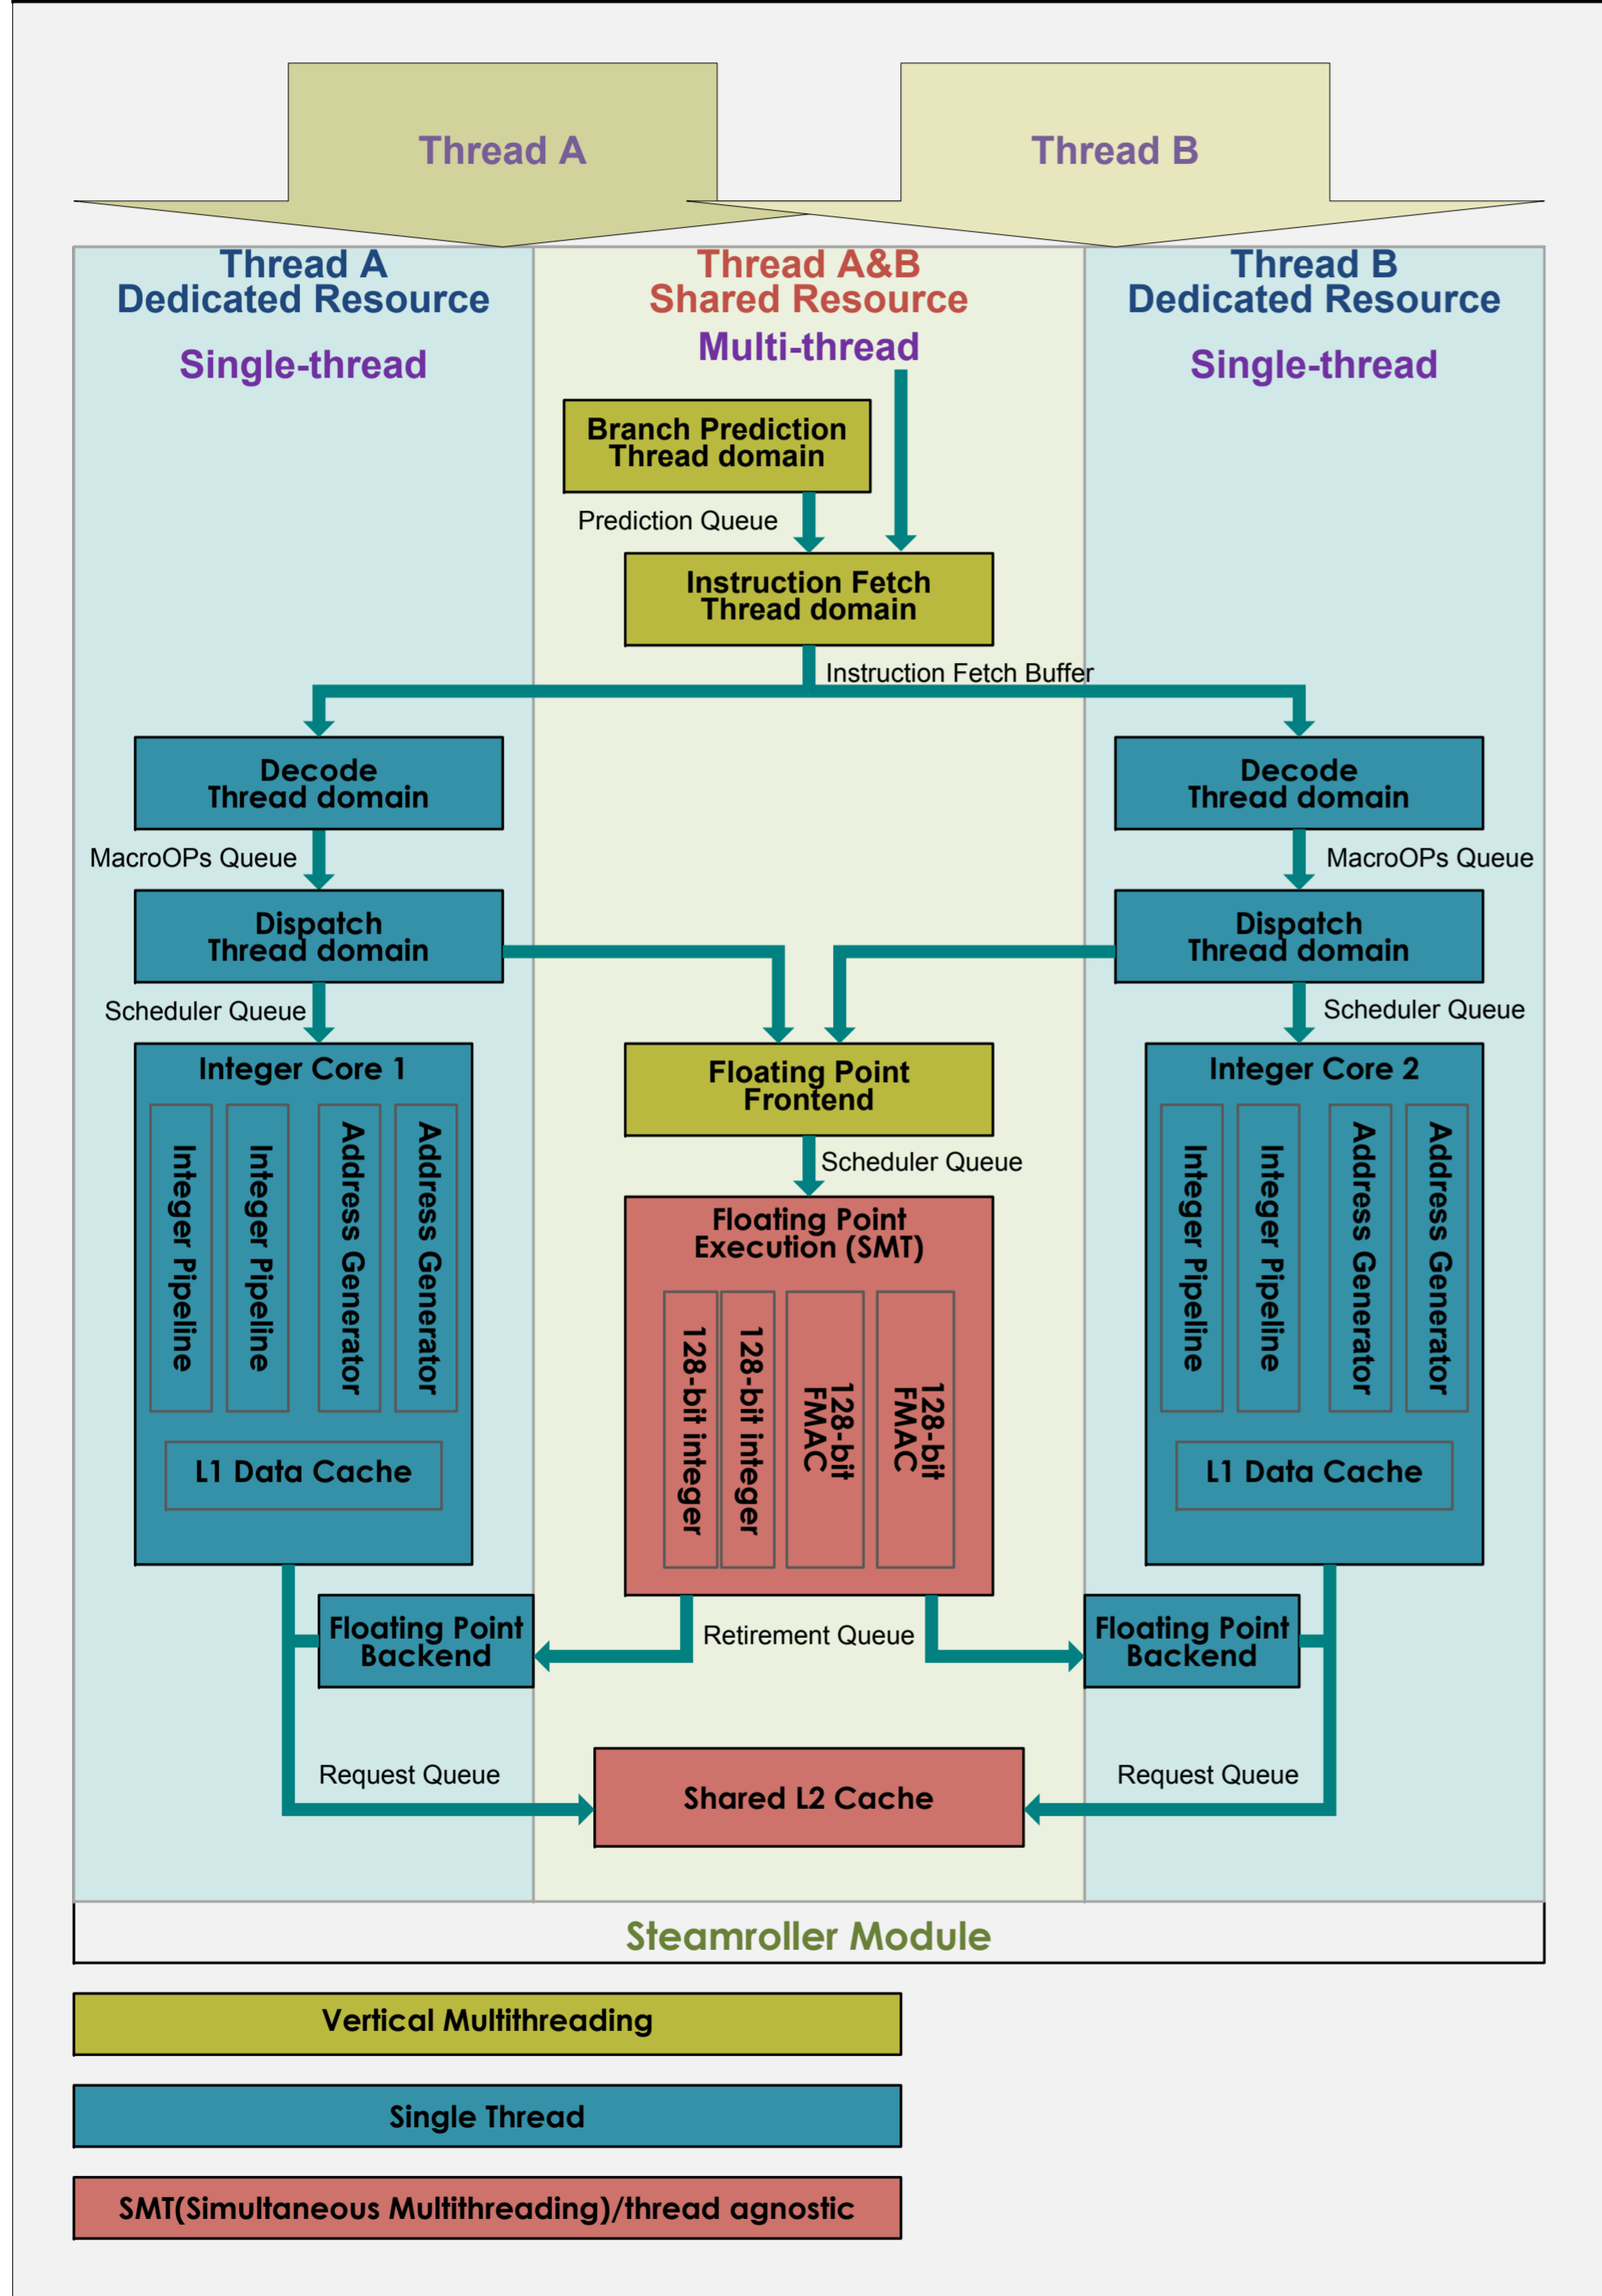 Thread A
Thread B
Thread A
Dedicated Resource
Single-thread
Thread A&B
Shared Resource
Multi-thread
Thread B
Dedicated Resource
Single-thread
Branch Prediction
Thread domain
Prediction Queue
Instruction Fetch
Thread domain
Instruction Fetch Buffer
Decode
Thread domain
Decode
Thread domain
MacroOPs Queue
MacroOPs Queue
Dispatch
Thread domain
Dispatch
Thread domain
Scheduler Queue
Scheduler Queue
Integer Core 1
Integer Pipeline
Integer Pipeline
Address Generator
Address Generator
L1 Data Cache
Floating Point
Frontend
Scheduler Queue
Floating Point
Execution (SMT)
128-bit integer
128-bit integer
128-bit
FMAC
128-bit
FMAC
Integer Core 2
Integer Pipeline
Integer Pipeline
Address Generator
Address Generator
L1 Data Cache
Floating Point
Backend
Retirement Queue
Floating Point
Backend
Request Queue
Shared L2 Cache
Request Queue
Steamroller Module
Vertical Multithreading
Single Thread
SMT(Simultaneous Multithreading)/thread agnostic